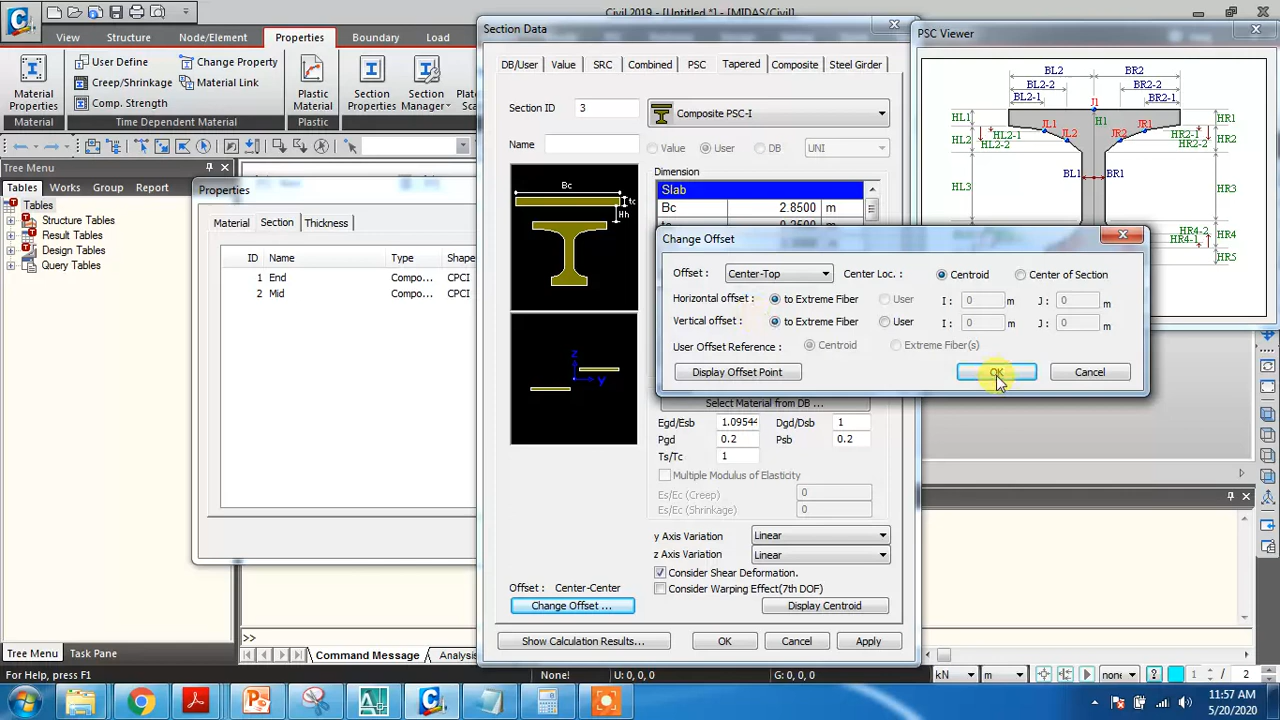 Civil 2019 - [Untitled *] - [MIDAS/Civil]
View Structure Node/Element Properties Boundary Load
Material Properties
User Define
Creep/Shrinkage
Comp. Strength
Change Property
Material Link
Plastic Material
Section Properties
Section Manager
Material Time Dependent Material Plastic
Tree Menu
Tables Works Group Report
Tables
Structure Tables
Result Tables
Design Tables
Query Tables
Properties
Material Section Thickness
ID Name Type Shape
1 End Compo... CPCI
2 Mid Compo... CPCI
Section Data
DB/User Value SRC Combined PSC Tapered Composite Steel Girder
Section ID 3 Composite PSC-I
Name Value User DB UNI
Dimension
Slab
Bc 2.8500 m
Bc
tc
Hh
z
y
Change Offset
Offset : Center-Top Center Loc. : Centroid Center of Section
Horizontal offset : to Extreme Fiber User I : 0 m J : 0 m
Vertical offset : to Extreme Fiber User I : 0 m J : 0 m
User Offset Reference : Centroid Extreme Fiber(s)
Display Offset Point OK Cancel
Select Material from DB ...
Egd/Esb 1.09544 Dgd/Dsb 1
Pgd 0.2 Psb 0.2
Ts/Tc 1
Multiple Modulus of Elasticity
Es/Ec (Creep) 0
Es/Ec (Shrinkage) 0
y Axis Variation Linear
z Axis Variation Linear
Consider Shear Deformation.
Consider Warping Effect(7th DOF)
Offset : Center-Center
Change Offset ... Display Centroid
Show Calculation Results... OK Cancel Apply
PSC Viewer
BL2 BR2
BL2-2 BR2-2
BL2-1 BR2-1
J1
HL1 H1 HR1
JL1 JR1
HL2 HL2-1 JL2 JR2 HR2-1 HR2
HL2-2 HR2-2
BL1 BR1
HL3 HR3
HR4-1 HR4
HR5
>>
Tree Menu Task Pane
Command Message
For Help, press F1 None! U: 0, 0, 0 G: 0, 0, 0 kN m 1 / 2
11:57 AM
5/20/2020